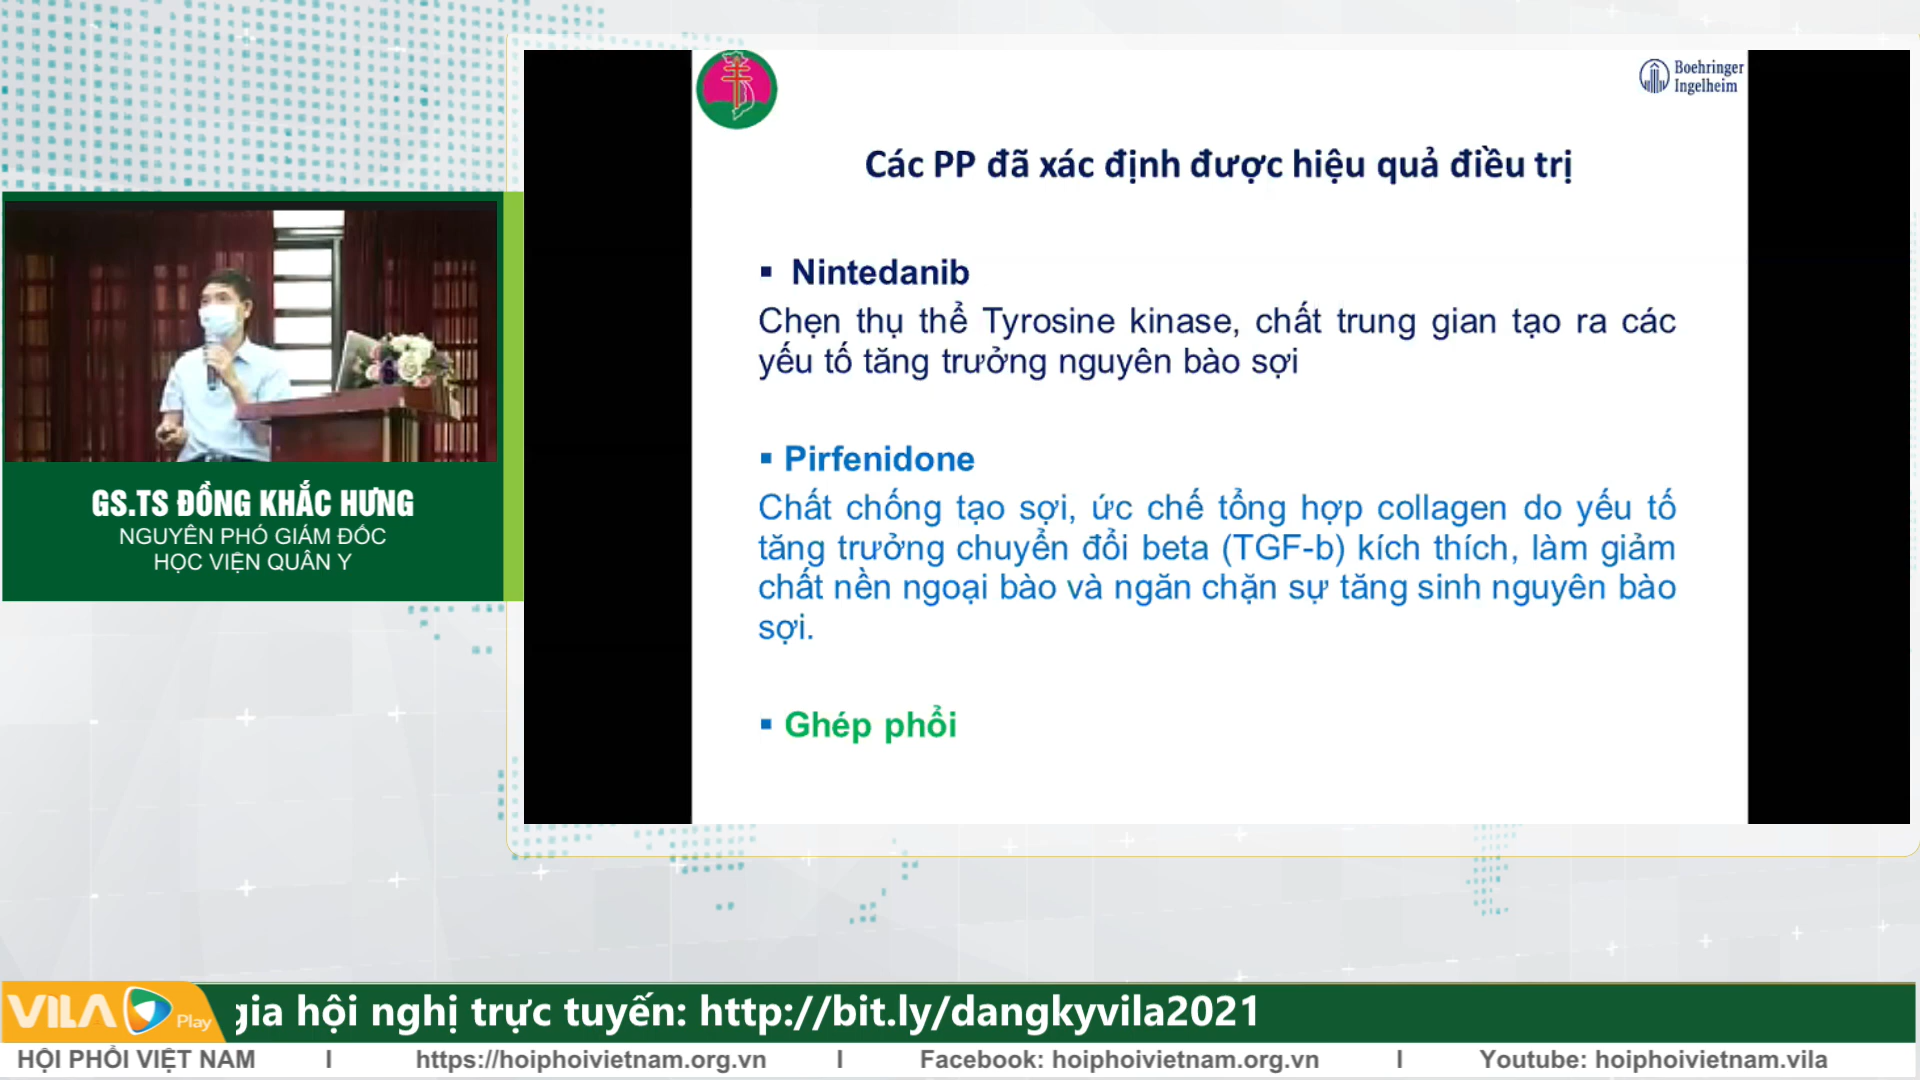 Boehringer
Ingelheim
Các PP đã xác định được hiệu quả điều trị
▪ Nintedanib
Chẹn thụ thể Tyrosine kinase, chất trung gian tạo ra các
yếu tố tăng trưởng nguyên bào sợi
▪ Pirfenidone
Chất chống tạo sợi, ức chế tổng hợp collagen do yếu tố
tăng trưởng chuyển đổi beta (TGF-b) kích thích, làm giảm
chất nền ngoại bào và ngăn chặn sự tăng sinh nguyên bào
sợi.
▪ Ghép phổi
GS.TS ĐỒNG KHẮC HƯNG
NGUYÊN PHÓ GIÁM ĐỐC
HỌC VIỆN QUÂN Y
VILA Play
gia hội nghị trực tuyến: http://bit.ly/dangkyvila2021
HỘI PHỔI VIỆT NAM I https://hoiphoivietnam.org.vn I Facebook: hoiphoivietnam.org.vn I Youtube: hoiphoivietnam.vila